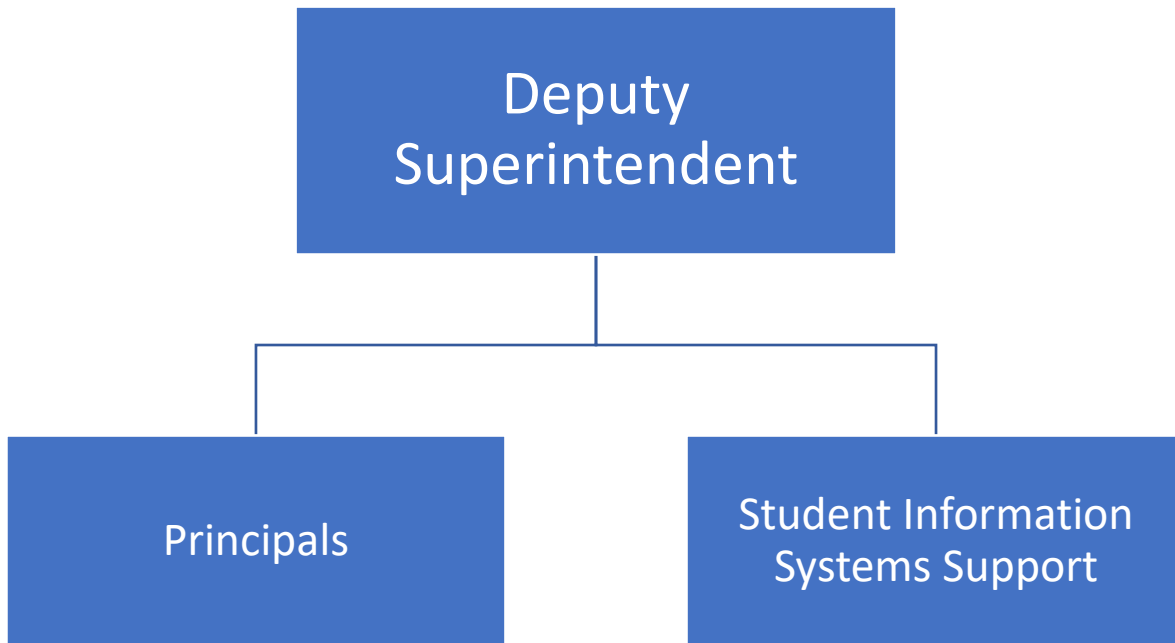 Deputy
Superintendent
Principals
Student Information
Systems Support